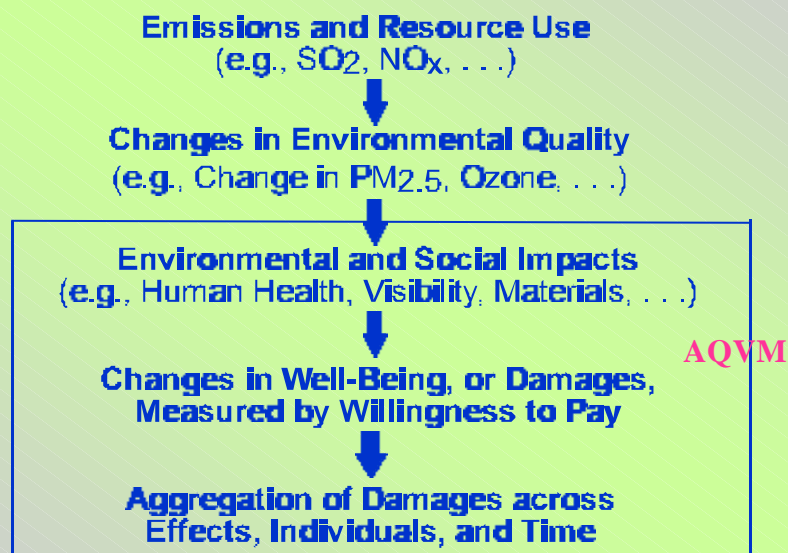 Emissions and Resource Use
(e.g., SO2, NOx, . . .)
Changes in Environmental Quality
(e.g., Change in PM2.5, Ozone, . . .)
Environmental and Social Impacts
(e.g., Human Health, Visibility, Materials, . . .)
AQVM
Changes in Well-Being, or Damages,
Measured by Willingness to Pay
Aggregation of Damages across
Effects, Individuals, and Time